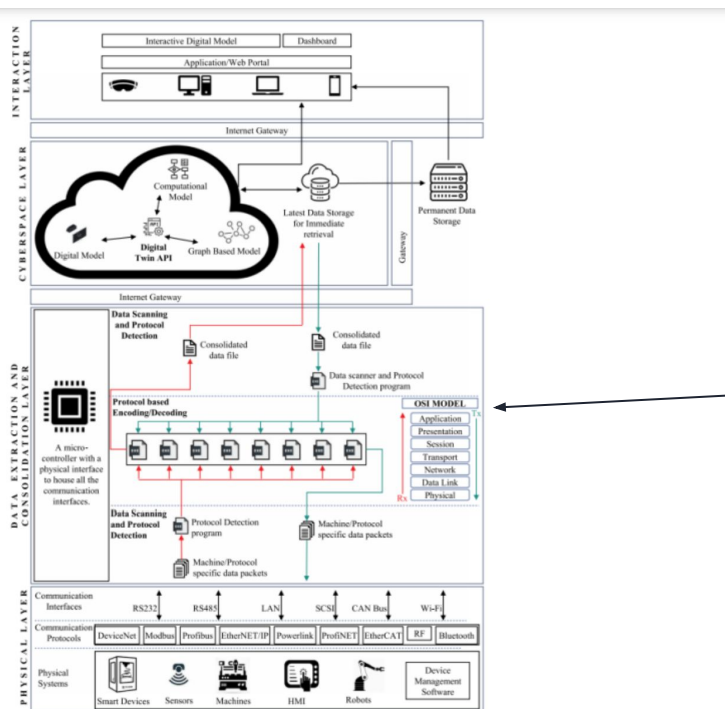 INTERACTION
LAYER
Interactive Digital Model
Dashboard
Application/Web Portal
Internet Gateway
CYBERSPACE LAYER
Computational
Model
Digital Model
Digital
Twin API
Graph Based Model
Latest Data Storage
for Immediate
retrieval
Gateway
Permanent Data
Storage
Internet Gateway
DATA EXTRACTION AND
CONSOLIDATION LAYER
A micro-
controller with a
physical interface
to house all the
communication
interfaces.
Data Scanning
and Protocol
Detection
Consolidated
data file
Consolidated
data file
Data scanner and Protocol
Detection program
Protocol based
Encoding/Decoding
OSI MODEL
Tx
Application
Presentation
Session
Transport
Network
Data Link
Physical
Rx
Data Scanning
and Protocol
Detection
Protocol Detection
program
Machine/Protocol
specific data packets
Machine/Protocol
specific data packets
PHYSICAL LAYER
Communication
Interfaces
RS232
RS485
LAN
SCSI
CAN Bus
Wi-Fi
Communication
Protocols
DeviceNet
Modbus
Profibus
EtherNET/IP
Powerlink
ProfiNET
EtherCAT
RF
Bluetooth
Physical
Systems
Smart Devices
Sensors
Machines
HMI
Robots
Device
Management
Software